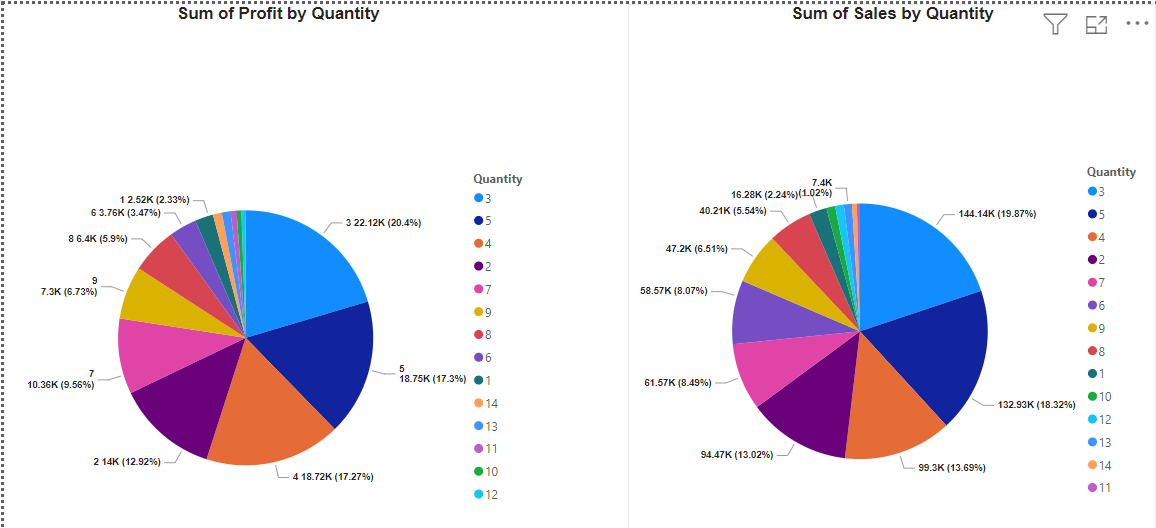 Sum of Profit by Quantity
1 2.52K (2.33%)
6 3.76K (3.47%)
8 6.4K (5.9%)
9
7.3K (6.73%)
7
10.36K (9.56%)
2 14K (12.92%)
3 22.12K (20.4%)
5
18.75K (17.3%)
4 18.72K (17.27%)
Quantity
3
5
4
2
7
9
8
6
1
14
13
11
10
12
Sum of Sales by Quantity
7.4K
(1.02%)
16.28K (2.24%)
40.21K (5.54%)
47.2K (6.51%)
58.57K (8.07%)
61.57K (8.49%)
94.47K (13.02%)
144.14K (19.87%)
132.93K (18.32%)
99.3K (13.69%)
Quantity
3
5
4
2
7
6
9
8
1
10
12
13
14
11